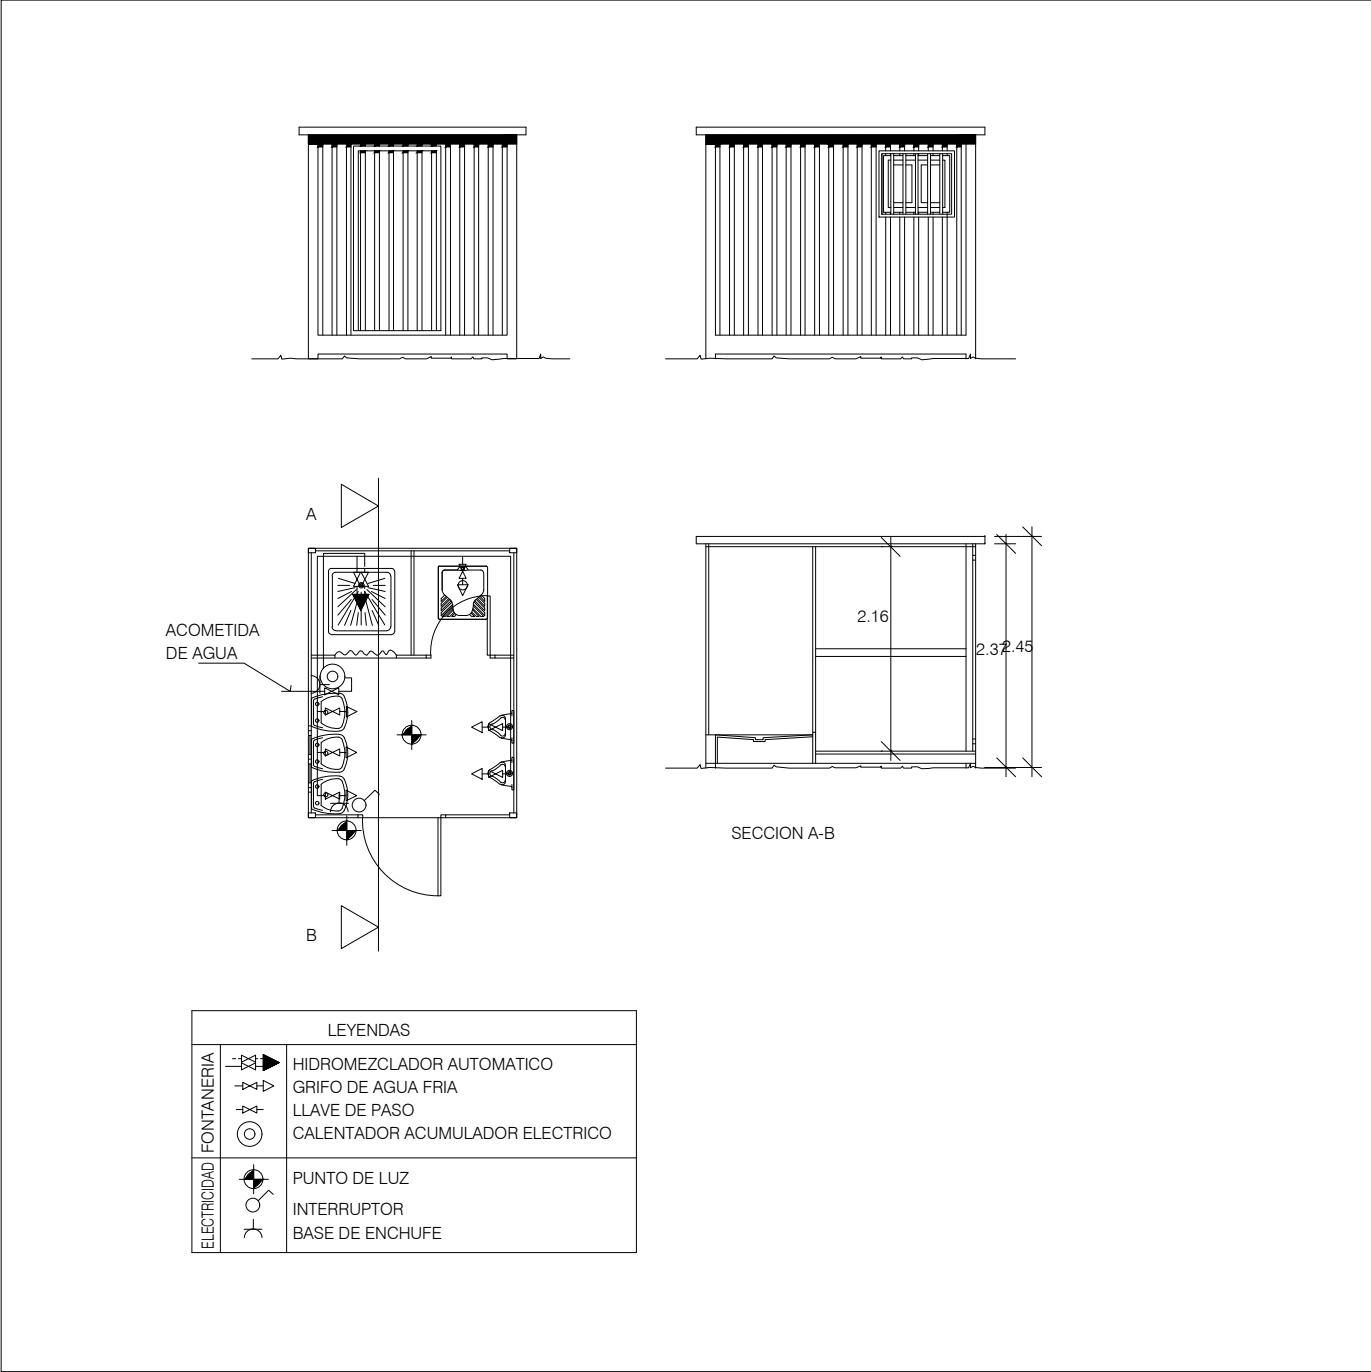 A
ACOMETIDA
DE AGUA
B
2.16
2.37
2.45
SECCION A-B
LEYENDAS
FONTANERIA
HIDROMEZCLADOR AUTOMATICO
GRIFO DE AGUA FRIA
LLAVE DE PASO
CALENTADOR ACUMULADOR ELECTRICO
ELECTRICIDAD
PUNTO DE LUZ
INTERRUPTOR
BASE DE ENCHUFE